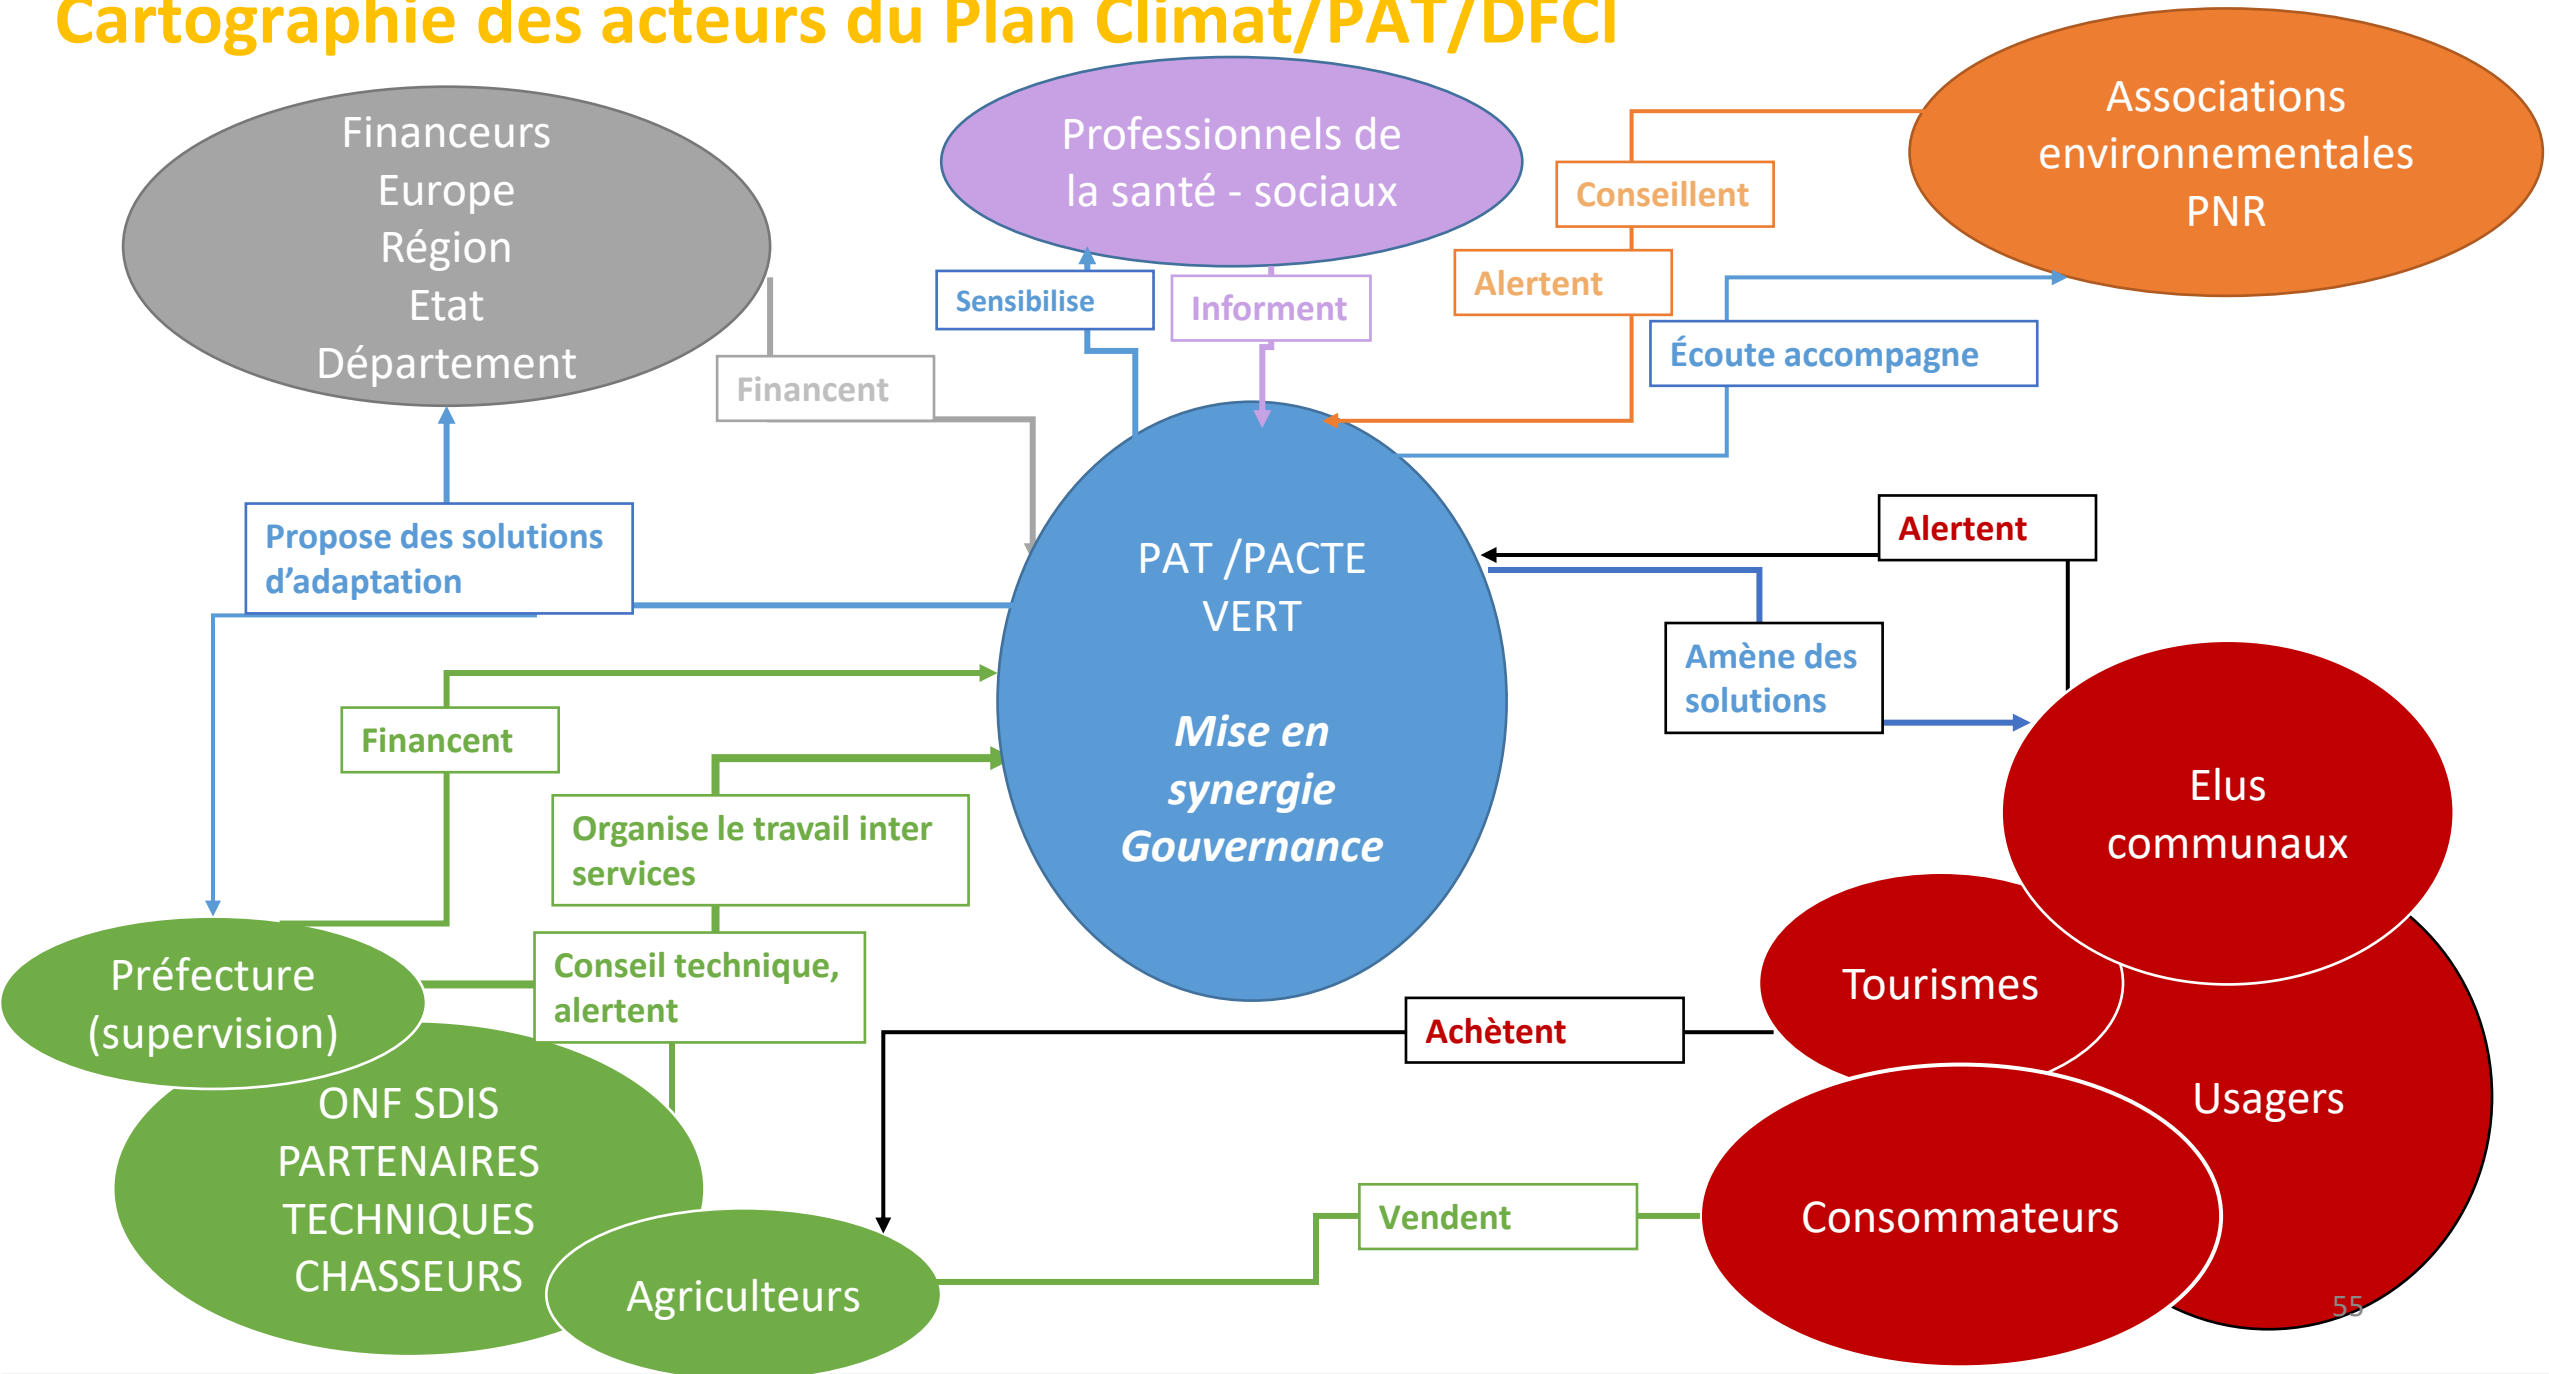 Cartographie des acteurs du Plan Climat/PAT/DFCI
Financeurs
Europe
Région
Etat
Département
Professionnels de
la santé - sociaux
Associations
environnementales
PNR
Conseillent
Alertent
Sensibilise
Informent
Écoute accompagne
Financent
Propose des solutions
d’adaptation
PAT /PACTE
VERT
Mise en
synergie
Gouvernance
Alertent
Amène des
solutions
Financent
Organise le travail inter
services
Conseil technique,
alertent
Elus
communaux
Tourismes
Usagers
Consommateurs
Achètent
Vendent
Préfecture
(supervision)
ONF SDIS
PARTENAIRES
TECHNIQUES
CHASSEURS
Agriculteurs
55